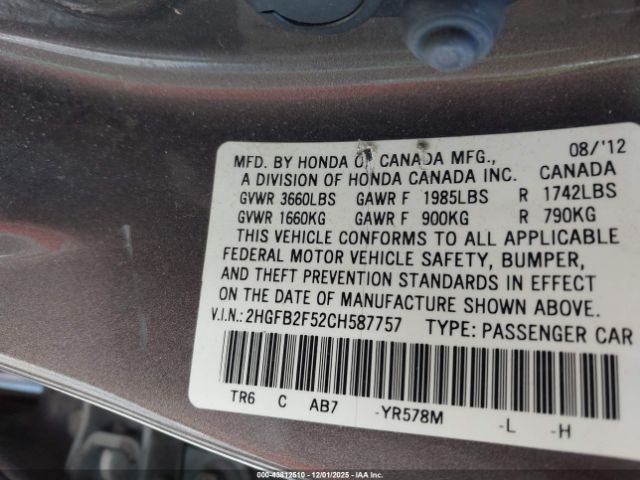 08/'12
MFD. BY HONDA OF CANADA MFG.,
A DIVISION OF HONDA CANADA INC. CANADA
GVWR 3660LBS GAWR F 1985LBS R 1742LBS
GVWR 1660KG GAWR F 900KG R 790KG
THIS VEHICLE CONFORMS TO ALL APPLICABLE
FEDERAL MOTOR VEHICLE SAFETY, BUMPER,
AND THEFT PREVENTION STANDARDS IN EFFECT
ON THE DATE OF MANUFACTURE SHOWN ABOVE.
V.I.N.: 2HGFB2F52CH587757 TYPE: PASSENGER CAR
TR6 C AB7 -YR578M -L -H
000-43812510 - 12/01/2025 - IAAI.COM